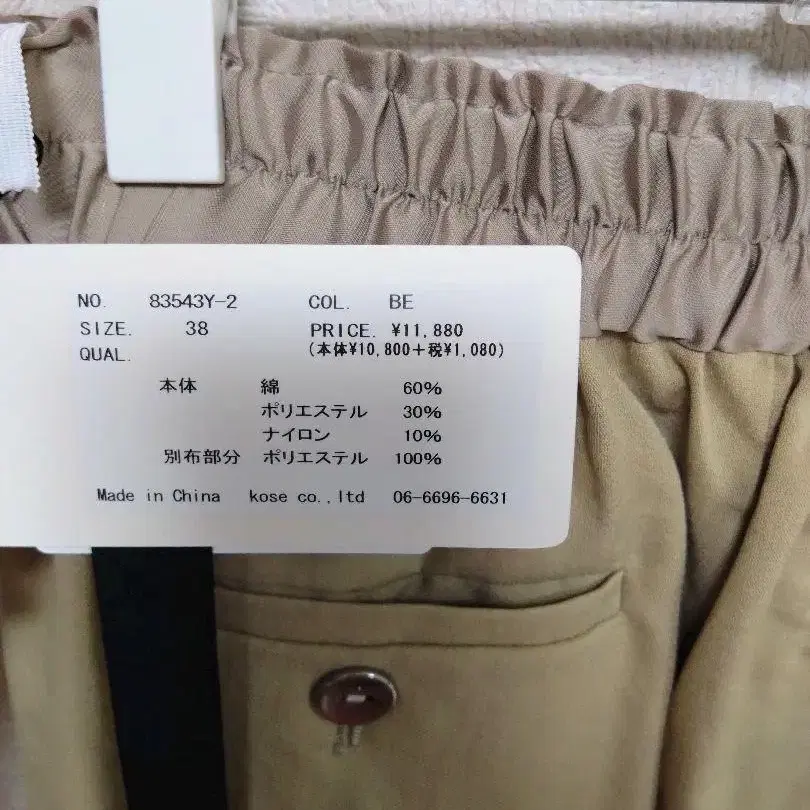 NO. 83543Y-2 COL. BE
SIZE. 38 PRICE. ¥11,880
QUAL. (本体¥10,800+税¥1,080)
本体 綿 60%
ポリエステル 30%
ナイロン 10%
別布部分 ポリエステル 100%
Made in China kose co.,ltd 06-6696-6631